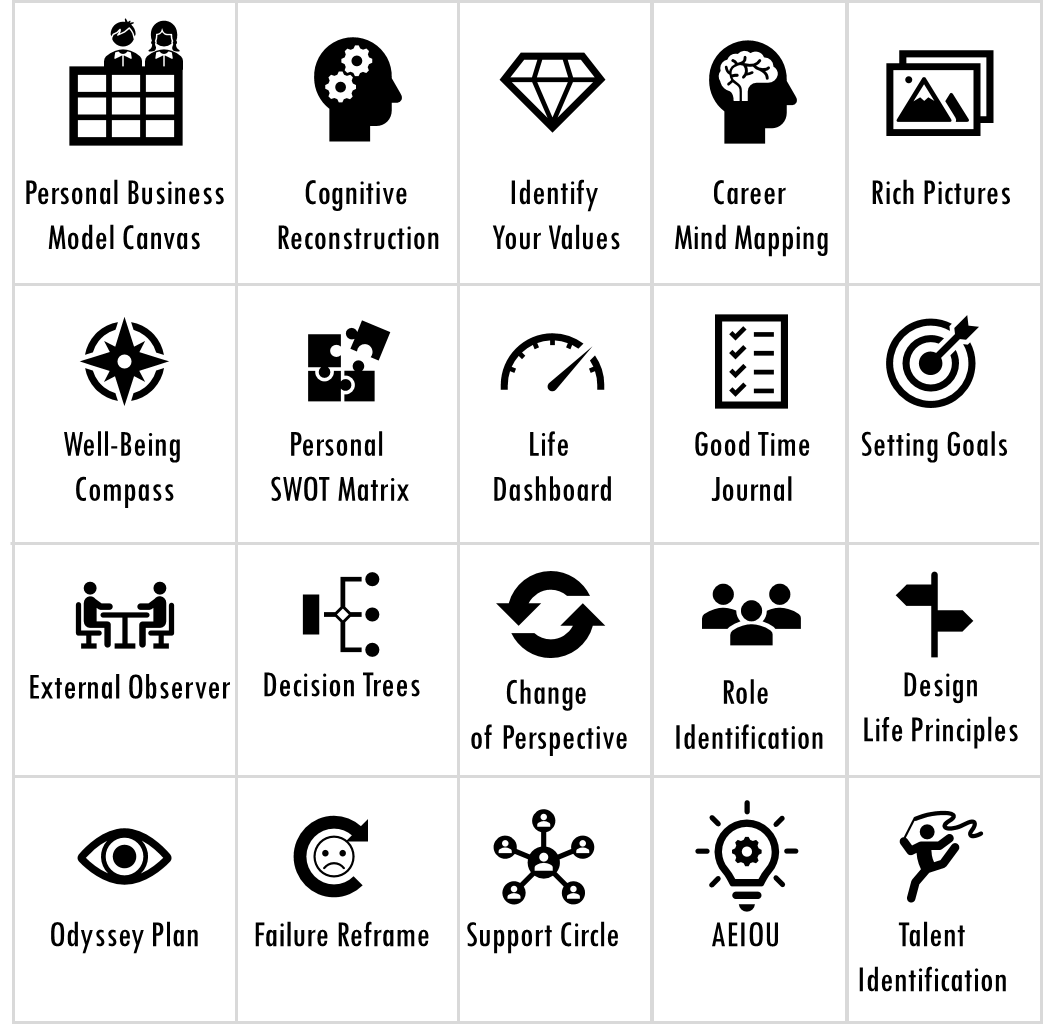 Personal Business
Model Canvas
Cognitive
Reconstruction
Identify
Your Values
Career
Mind Mapping
Rich Pictures
Well-Being
Compass
Personal
SWOT Matrix
Life
Dashboard
Good Time
Journal
Setting Goals
External Observer
Decision Trees
Change
of Perspective
Role
Identification
Design
Life Principles
Odyssey Plan
Failure Reframe
Support Circle
AEIOU
Talent
Identification